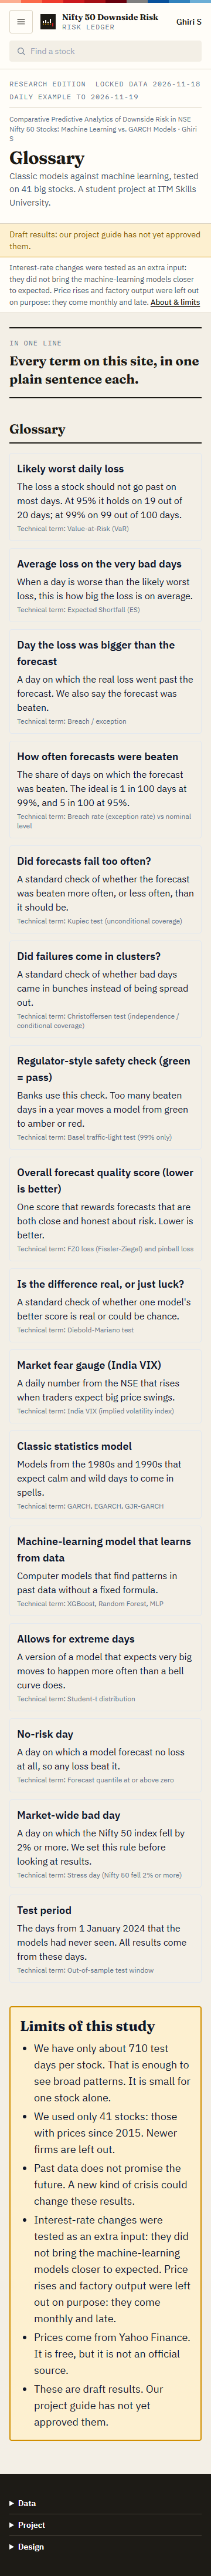 Nifty 50 Downside Risk
RISK LEDGER
Ghiri S
Find a stock
RESEARCH EDITION LOCKED DATA 2026-11-18
DAILY EXAMPLE TO 2026-11-19
Comparative Predictive Analytics of Downside Risk in NSE
Nifty 50 Stocks: Machine Learning vs. GARCH Models · Ghiri
S
Glossary
Classic models against machine learning, tested
on 41 big stocks. A student project at ITM Skills
University.
Draft results: our project guide has not yet approved
them.
Interest-rate changes were tested as an extra input:
they did not bring the machine-learning models closer
to expected. Price rises and factory output were left out
on purpose: they come monthly and late. About & limits
IN ONE LINE
Every term on this site, in one
plain sentence each.
Glossary
Likely worst daily loss
The loss a stock should not go past on
most days. At 95% it holds on 19 out of
20 days; at 99% on 99 out of 100 days.
Technical term: Value-at-Risk (VaR)
Average loss on the very bad days
When a day is worse than the likely worst
loss, this is how big the loss is on average.
Technical term: Expected Shortfall (ES)
Day the loss was bigger than the
forecast
A day on which the real loss went past the
forecast. We also say the forecast was
beaten.
Technical term: Breach / exception
How often forecasts were beaten
The share of days on which the forecast
was beaten. The ideal is 1 in 100 days at
99%, and 5 in 100 at 95%.
Technical term: Breach rate (exception rate) vs nominal
level
Did forecasts fail too often?
A standard check of whether the forecast
was beaten more often, or less often, than
it should be.
Technical term: Kupiec test (unconditional coverage)
Did failures come in clusters?
A standard check of whether bad days
came in bunches instead of being spread
out.
Technical term: Christoffersen test (independence /
conditional coverage)
Regulator-style safety check (green
= pass)
Banks use this check. Too many beaten
days in a year moves a model from green
to amber or red.
Technical term: Basel traffic-light test (99% only)
Overall forecast quality score (lower
is better)
One score that rewards forecasts that are
both close and honest about risk. Lower is
better.
Technical term: FZ0 loss (Fissler-Ziegel) and pinball loss
Is the difference real, or just luck?
A standard check of whether one model's
better score is real or could be chance.
Technical term: Diebold-Mariano test
Market fear gauge (India VIX)
A daily number from the NSE that rises
when traders expect big price swings.
Technical term: India VIX (implied volatility index)
Classic statistics model
Models from the 1980s and 1990s that
expect calm and wild days to come in
spells.
Technical term: GARCH, EGARCH, GJR-GARCH
Machine-learning model that learns
from data
Computer models that find patterns in
past data without a fixed formula.
Technical term: XGBoost, Random Forest, MLP
Allows for extreme days
A version of a model that expects very big
moves to happen more often than a bell
curve does.
Technical term: Student-t distribution
No-risk day
A day on which a model forecast no loss
at all, so any loss beat it.
Technical term: Forecast quantile at or above zero
Market-wide bad day
A day on which the Nifty 50 index fell by
2% or more. We set this rule before
looking at results.
Technical term: Stress day (Nifty 50 fell 2% or more)
Test period
The days from 1 January 2024 that the
models had never seen. All results come
from these days.
Technical term: Out-of-sample test window
Limits of this study
• We have only about 710 test
days per stock. That is enough to
see broad patterns. It is small for
one stock alone.
• We used only 41 stocks: those
with prices since 2015. Newer
firms are left out.
• Past data does not promise the
future. A new kind of crisis could
change these results.
• Interest-rate changes were
tested as an extra input: they did
not bring the machine-learning
models closer to expected. Price
rises and factory output were left
out on purpose: they come
monthly and late.
• Prices come from Yahoo Finance.
It is free, but it is not an official
source.
• These are draft results. Our
project guide has not yet
approved them.
▶ Data
▶ Project
▶ Design